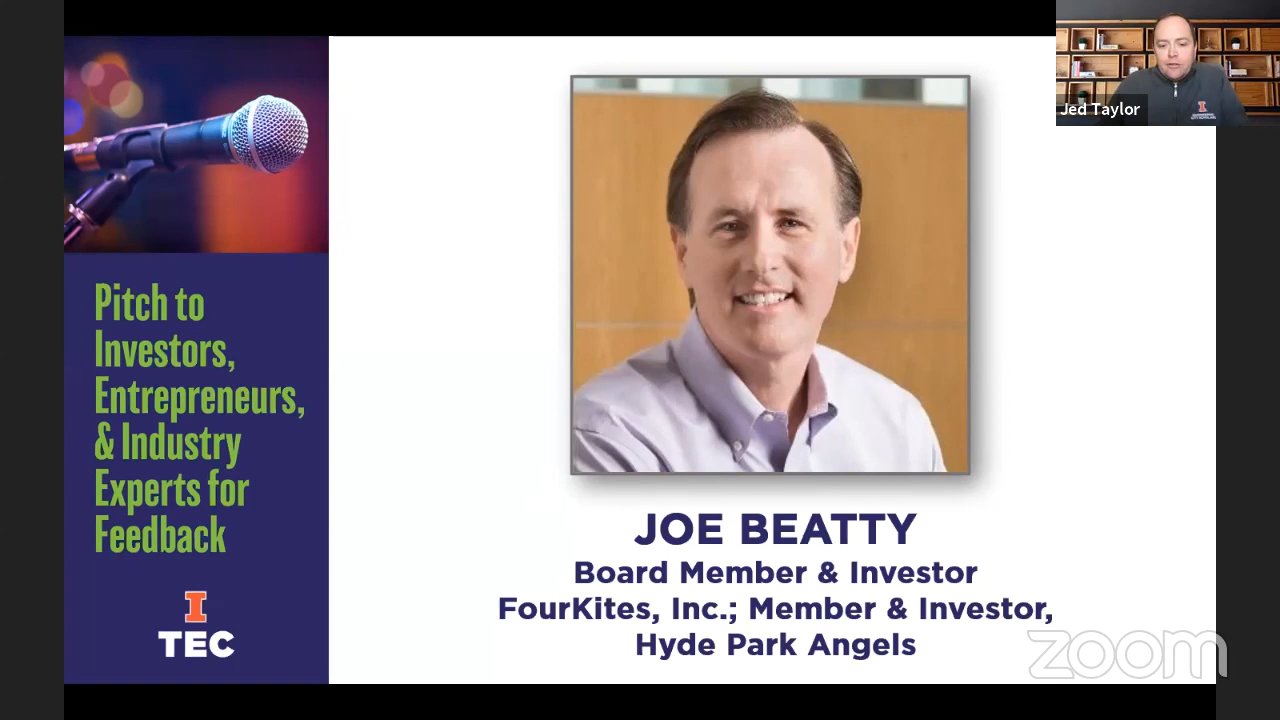 Pitch to
Investors,
Entrepreneurs,
& Industry
Experts for
Feedback
I
TEC
JOE BEATTY
Board Member & Investor
FourKites, Inc.; Member & Investor,
Hyde Park Angels
Jed Taylor
I
zoom